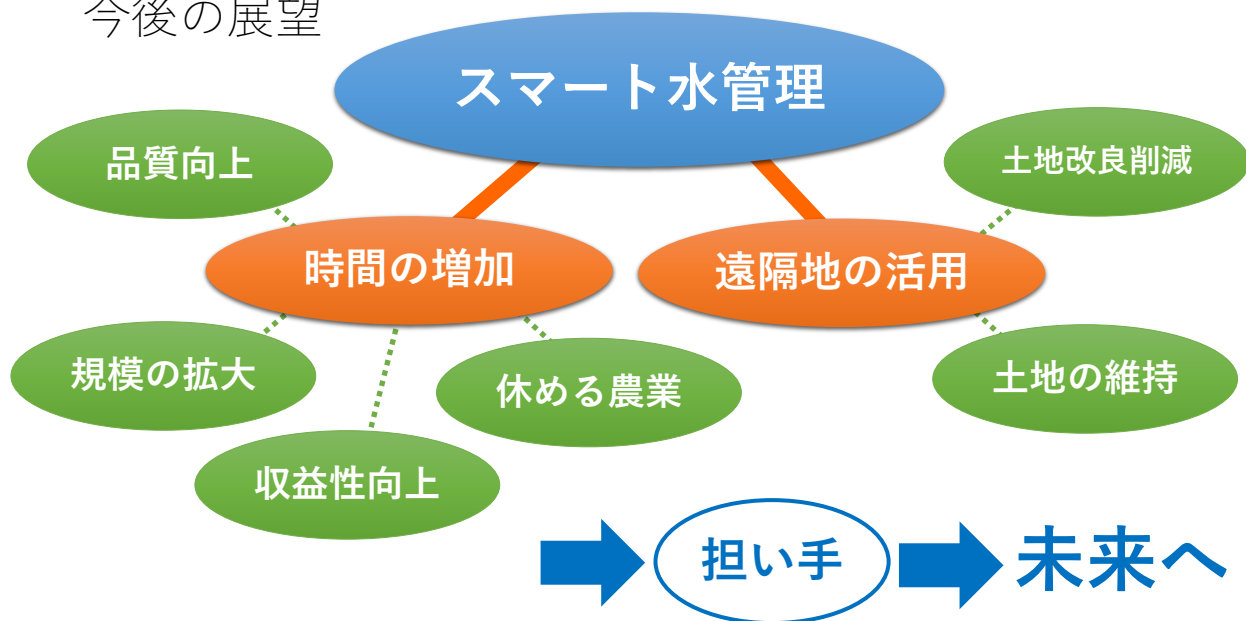 今後の展望
スマート水管理
品質向上
土地改良削減
時間の増加
遠隔地の活用
規模の拡大
休める農業
土地の維持
収益性向上
担い手
未来へ